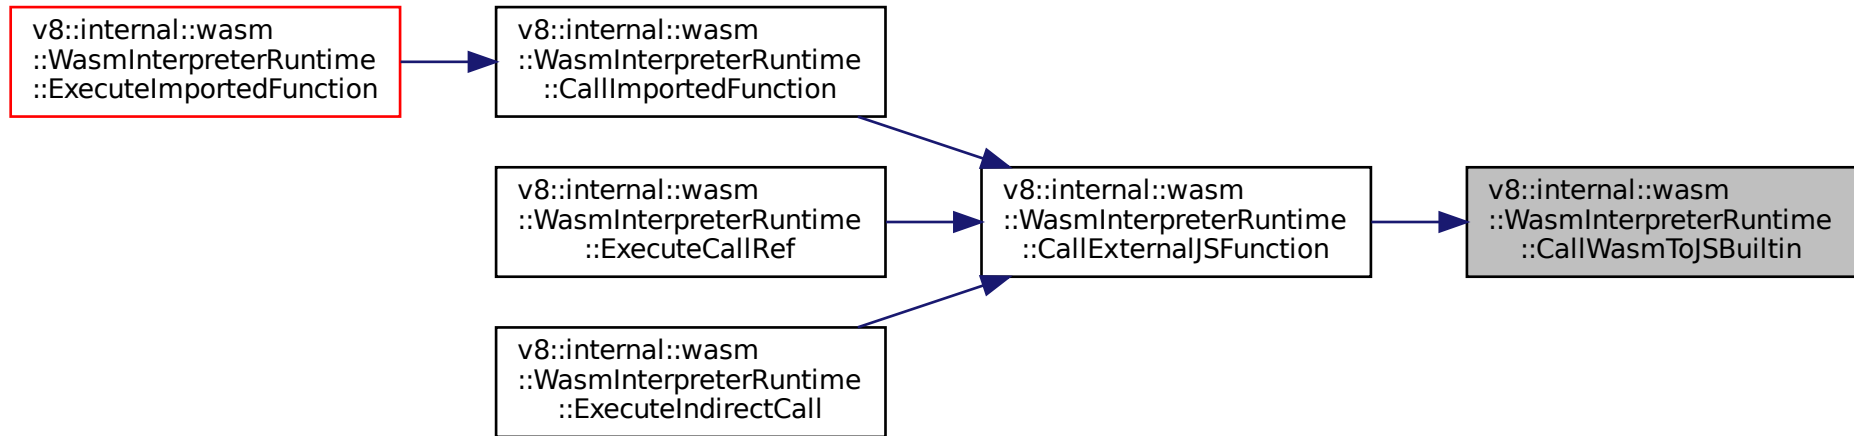 v8::internal::wasm
::WasmInterpreterRuntime
::ExecuteImportedFunction
v8::internal::wasm
::WasmInterpreterRuntime
::CallImportedFunction
v8::internal::wasm
::WasmInterpreterRuntime
::ExecuteCallRef
v8::internal::wasm
::WasmInterpreterRuntime
::ExecuteIndirectCall
v8::internal::wasm
::WasmInterpreterRuntime
::CallExternalJSFunction
v8::internal::wasm
::WasmInterpreterRuntime
::CallWasmToJSBuiltin